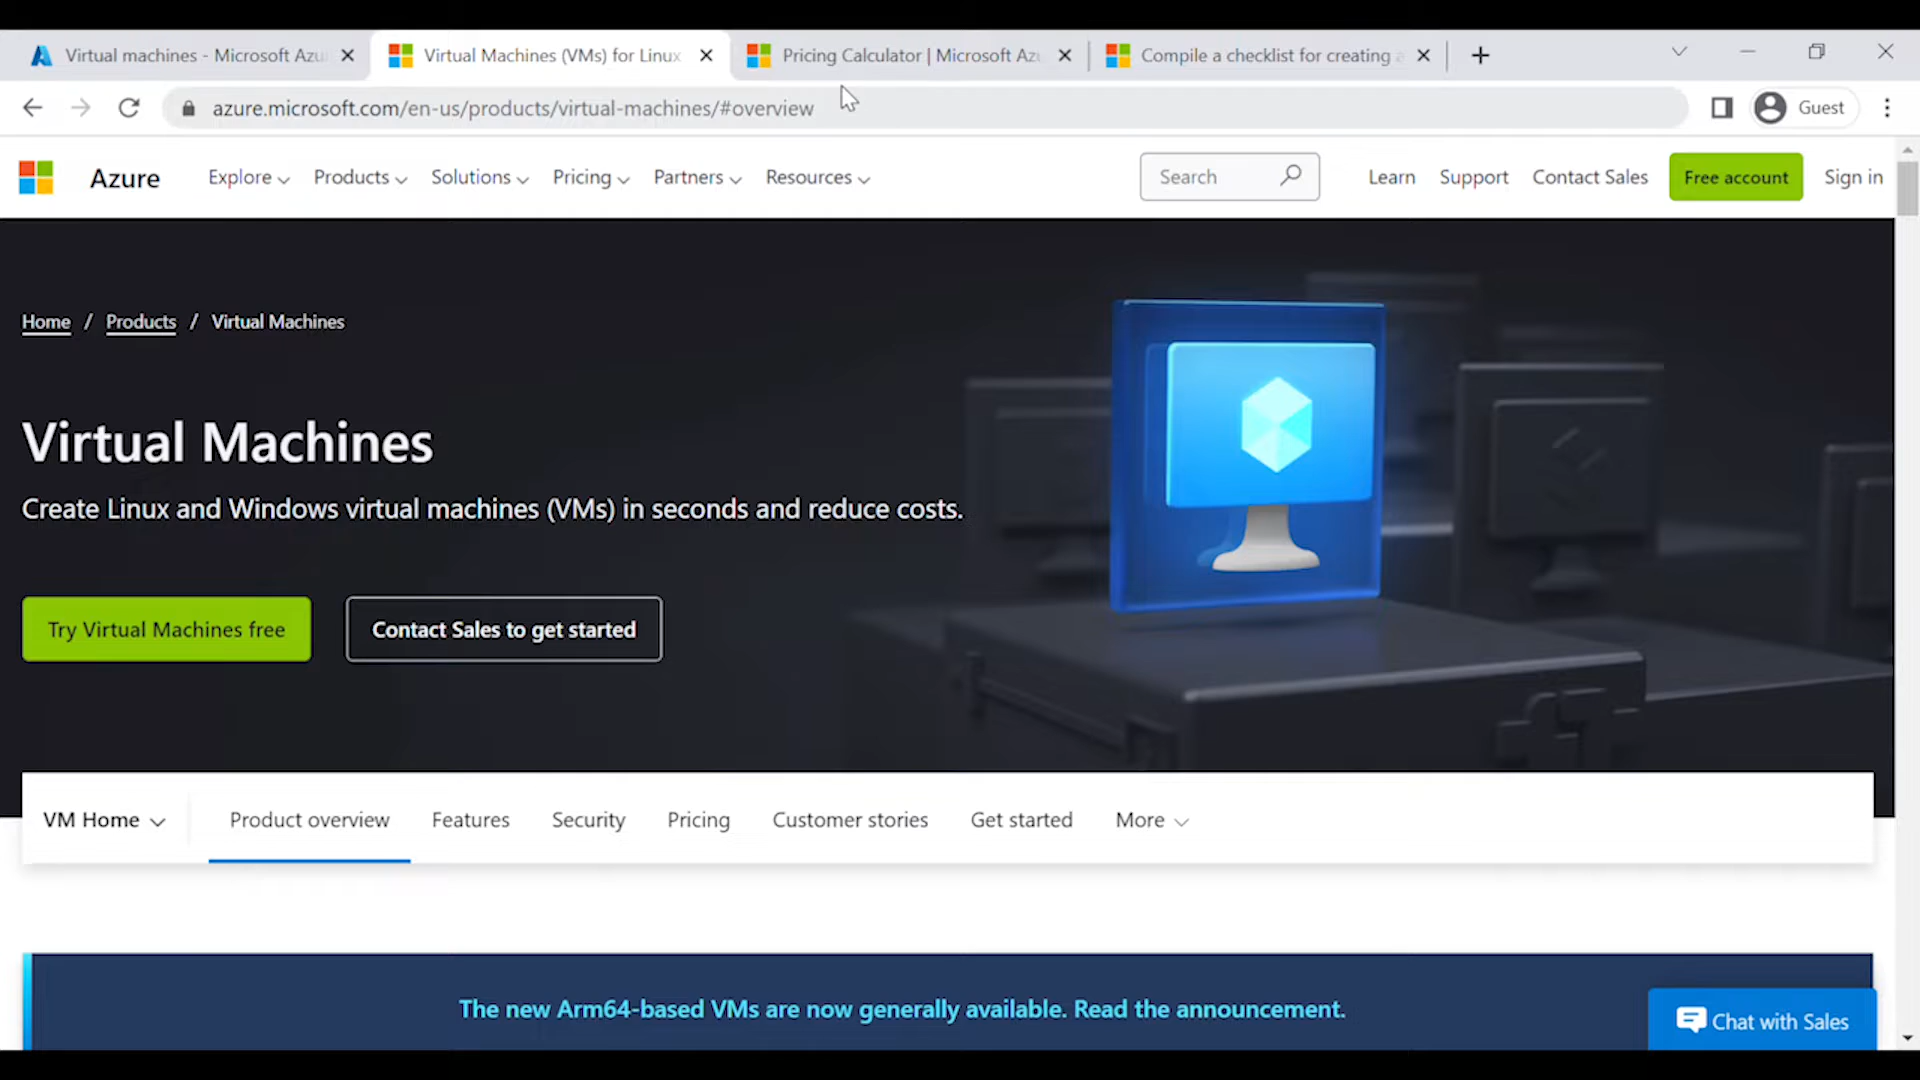 Virtual machines - Microsoft Azu
Virtual Machines (VMs) for Linux
Pricing Calculator | Microsoft Az
Compile a checklist for creating a
azure.microsoft.com/en-us/products/virtual-machines/#overview
Guest
Azure
Explore
Products
Solutions
Pricing
Partners
Resources
Search
Learn
Support
Contact Sales
Free account
Sign in
Home / Products / Virtual Machines
Virtual Machines
Create Linux and Windows virtual machines (VMs) in seconds and reduce costs.
Try Virtual Machines free
Contact Sales to get started
VM Home
Product overview
Features
Security
Pricing
Customer stories
Get started
More
The new Arm64-based VMs are now generally available. Read the announcement.
Chat with Sales